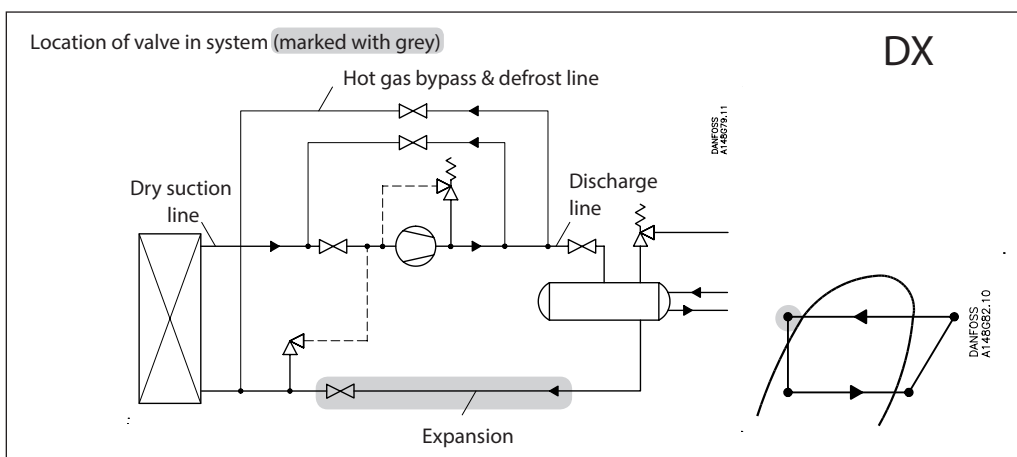 Location of valve in system (marked with grey)
DX
Hot gas bypass & defrost line
DANFOSS
A148G79.11
Dry suction
line
Discharge
line
DANFOSS
A148G82.10
Expansion